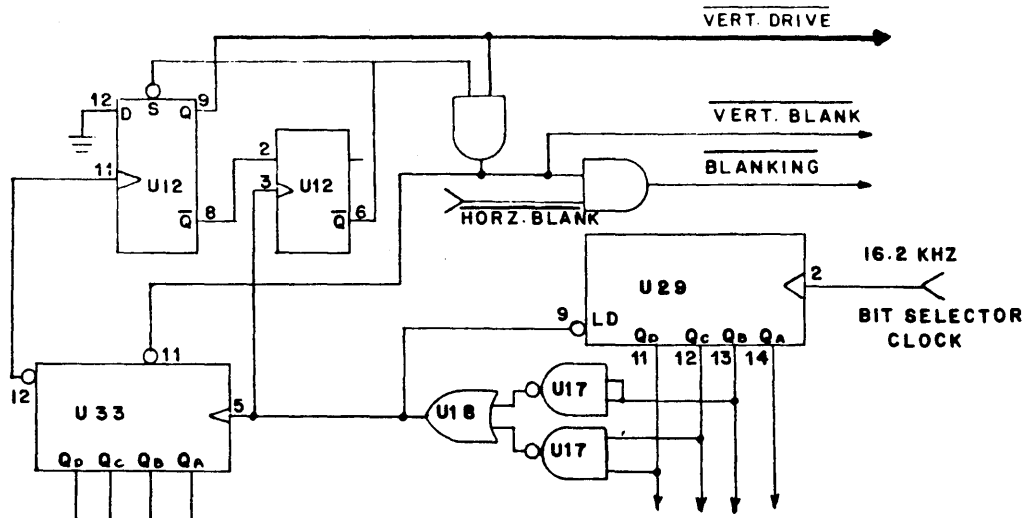 VERT. DRIVE
12
D
S
Q
9
11
U12
Q
8
2
3
U12
Q
6
VERT. BLANK
BLANKING
HORZ. BLANK
U29
2
16.2 KHZ
BIT SELECTOR
CLOCK
9
LD
QD
QC
QB
QA
11
12
13
14
11
12
U33
5
U18
U17
U17
QD
QC
QB
QA